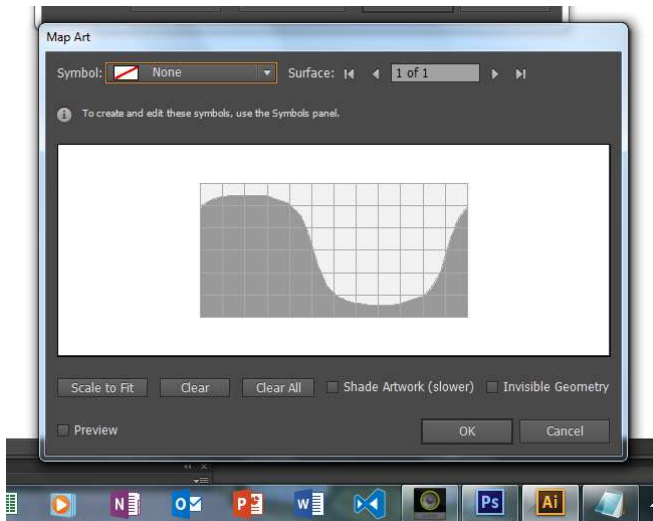 Map Art
Symbol: None Surface: 1 of 1
To create and edit these symbols, use the Symbols panel.
Scale to Fit Clear Clear All Shade Artwork (slower) Invisible Geometry
Preview OK Cancel
N O P W Ps Ai